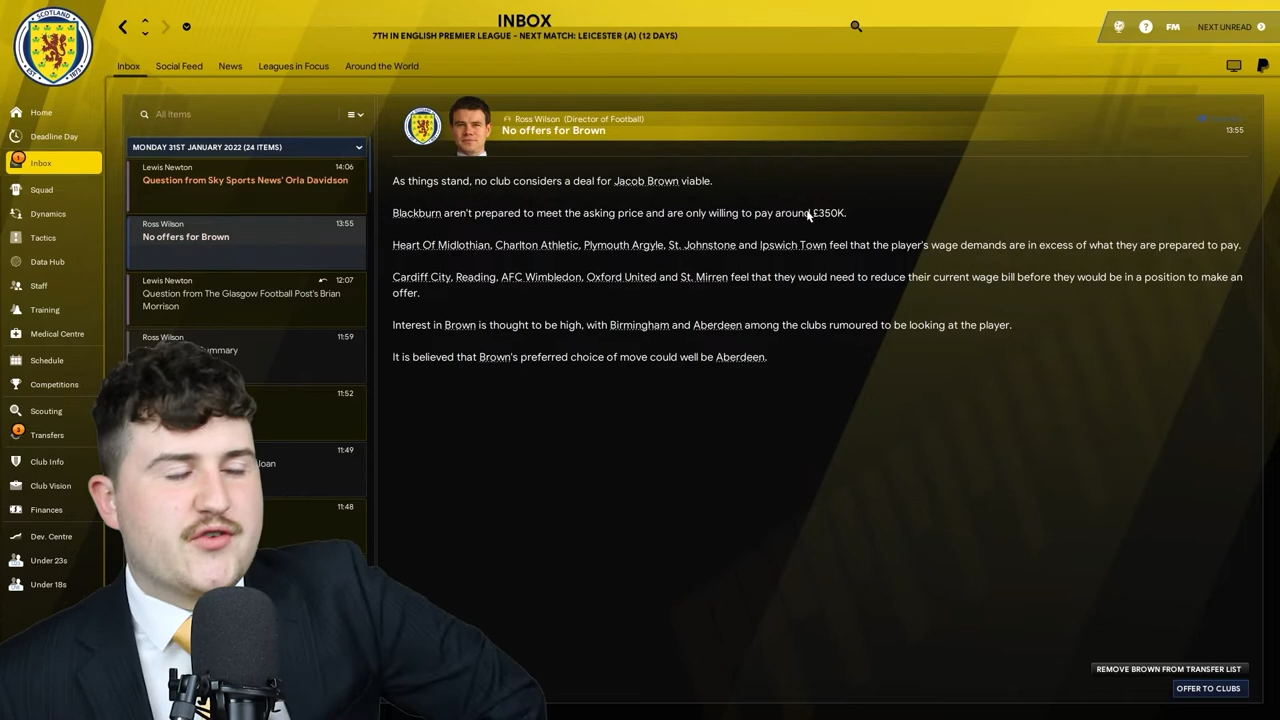 SCOTLAND
EST 1873
INBOX
7TH IN ENGLISH PREMIER LEAGUE - NEXT MATCH: LEICESTER (A) (12 DAYS)
FM
NEXT UNREAD
Inbox Social Feed News Leagues in Focus Around the World
Home
Deadline Day
1
Inbox
Squad
Dynamics
Tactics
Data Hub
Staff
Training
Medical Centre
Schedule
Competitions
Scouting
3
Transfers
Club Info
Club Vision
Finances
Dev. Centre
Under 23s
Under 18s
All Items
MONDAY 31ST JANUARY 2022 (24 ITEMS)
Lewis Newton 14:06
Question from Sky Sports News' Orla Davidson
Ross Wilson 13:55
No offers for Brown
Lewis Newton 12:07
Question from The Glasgow Football Post's Brian
Morrison
Ross Wilson 11:59
Summary
11:52
11:49
loan
11:48
Ross Wilson (Director of Football)
No offers for Brown
13:55
As things stand, no club considers a deal for Jacob Brown viable.
Blackburn aren't prepared to meet the asking price and are only willing to pay around £350K.
Heart Of Midlothian, Charlton Athletic, Plymouth Argyle, St. Johnstone and Ipswich Town feel that the player's wage demands are in excess of what they are prepared to pay.
Cardiff City, Reading, AFC Wimbledon, Oxford United and St. Mirren feel that they would need to reduce their current wage bill before they would be in a position to make an
offer.
Interest in Brown is thought to be high, with Birmingham and Aberdeen among the clubs rumoured to be looking at the player.
It is believed that Brown's preferred choice of move could well be Aberdeen.
REMOVE BROWN FROM TRANSFER LIST
OFFER TO CLUBS